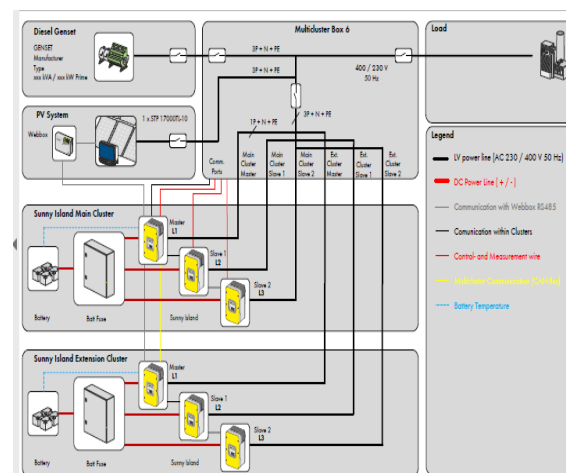 Diesel Genset
GENSET
Manufacturer
Type
xxx kVA / xxx kW Prime
Multicluster Box 6
3P + N + PE
3P + N + PE
400 / 230 V
50 Hz
3P + N + PE
1P + N + PE
Load
PV System
Webbox
1 x STP 17000TL-10
Comm.
Ports
Main
Cluster
Master
Main
Cluster
Slave 1
Main
Cluster
Slave 2
Ext.
Cluster
Master
Ext.
Cluster
Slave 1
Ext.
Cluster
Slave 2
Legend
LV power line (AC 230 / 400 V 50 Hz)
DC Power Line ( + / - )
Communication with Webbox RS485
Comunication within Clusters
Control- and Measurement wire
Battery Temperature
Sunny Island Main Cluster
Master
L1
Slave 1
L2
Slave 2
L3
Battery
Batt Fuse
Sunny Island
Sunny Island Extension Cluster
Master
L1
Slave 1
L2
Slave 2
L3
Battery
Batt Fuse
Sunny Island